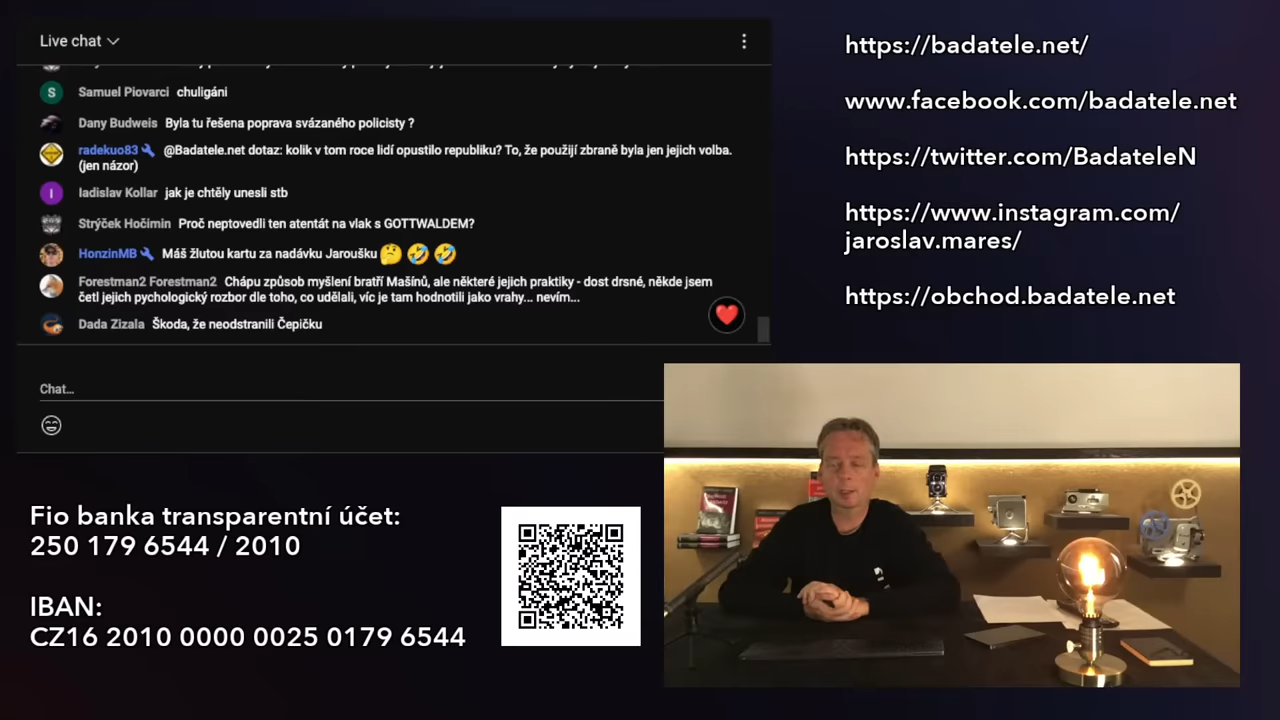 Live chat
Samuel Piovarci chuligáni
Dany Budweis Byla tu řešena poprava svázaného policisty ?
radekuo83 @Badatele.net dotaz: kolik v tom roce lidí opustilo republiku? To, že použijí zbraně byla jen jejich volba.
(jen názor)
ladislav Kollar jak je chtěly unesli stb
Strýček Hočimin Proč neptovedli ten atentát na vlak s GOTTWALDEM?
HonzinMB Máš žlutou kartu za nadávku Jaroušku 🤔 🤣 🤣
Forestman2 Forestman2 Chápu způsob myšlení bratří Mašínů, ale některé jejich praktiky - dost drsné, někde jsem
četl jejich pychologický rozbor dle toho, co udělali, víc je tam hodnotili jako vrahy... nevím...
Dada Zizala Škoda, že neodstranili Čepičku
Chat...
https://badatele.net/
www.facebook.com/badatele.net
https://twitter.com/BadateleN
https://www.instagram.com/
jaroslav.mares/
https://obchod.badatele.net
Fio banka transparentní účet:
250 179 6544 / 2010
IBAN:
CZ16 2010 0000 0025 0179 6544